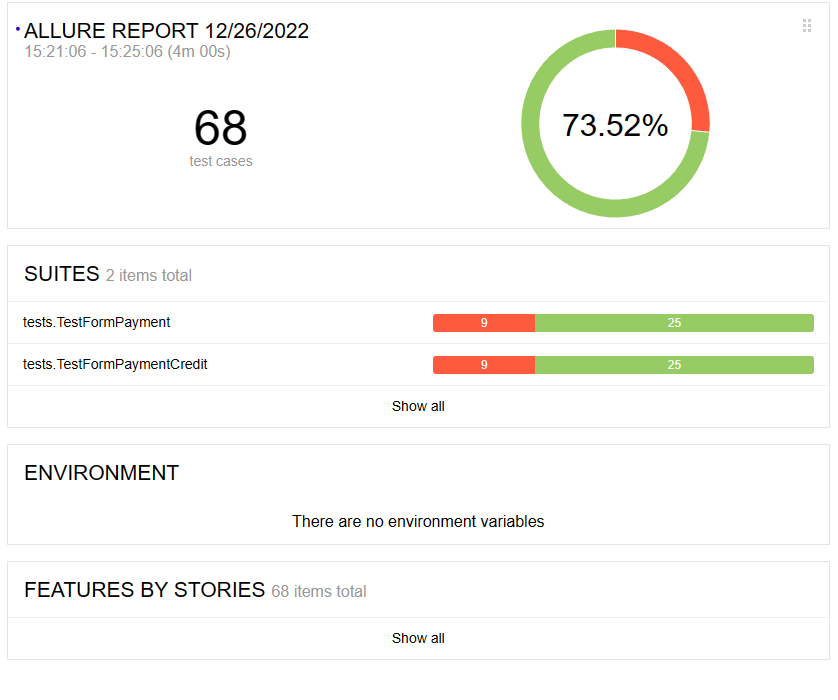 ALLURE REPORT 12/26/2022
15:21:06 - 15:25:06 (4m 00s)
68
test cases
73.52%
SUITES 2 items total
tests.TestFormPayment 9 25
tests.TestFormPaymentCredit 9 25
Show all
ENVIRONMENT
There are no environment variables
FEATURES BY STORIES 68 items total
Show all